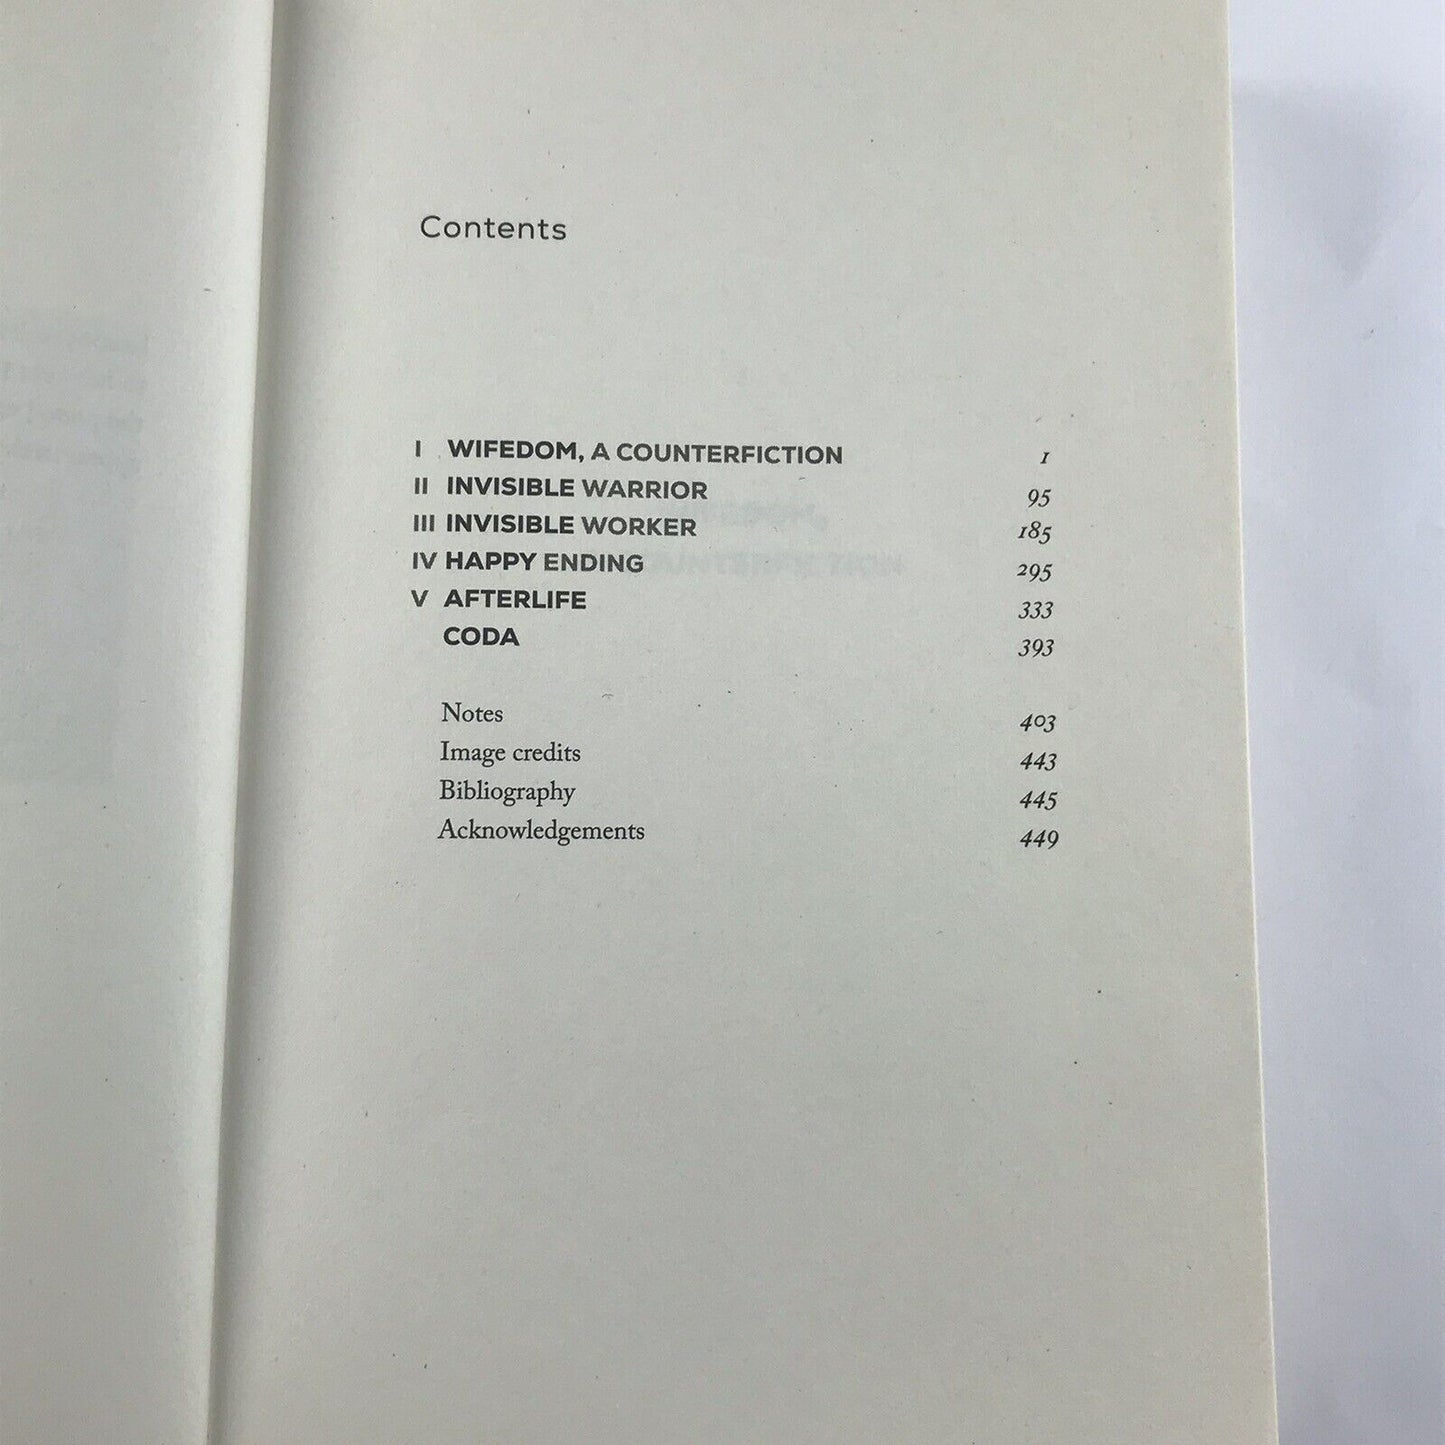 Contents
I WIFEDOM, A COUNTERFICTION 1
II INVISIBLE WARRIOR 95
III INVISIBLE WORKER 185
IV HAPPY ENDING 295
V AFTERLIFE 333
CODA 393
Notes 403
Image credits 443
Bibliography 445
Acknowledgements 449